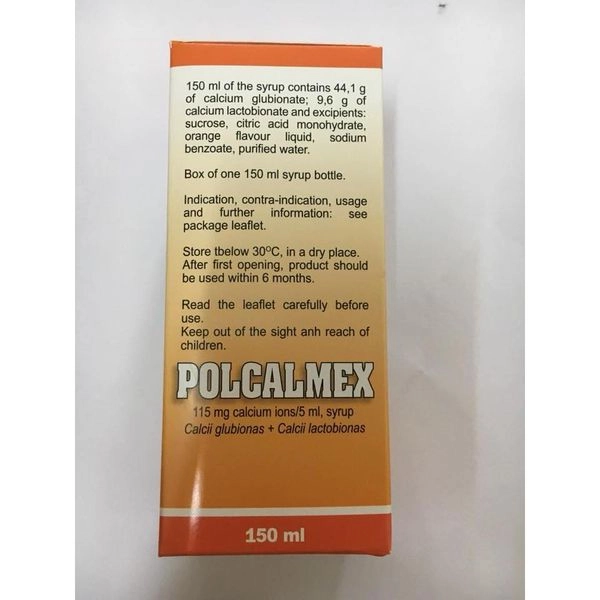 150 ml of the syrup contains 44,1 g
of calcium glubionate; 9,6 g of
calcium lactobionate and excipients:
sucrose, citric acid monohydrate,
orange flavour liquid, sodium
benzoate, purified water.
Box of one 150 ml syrup bottle.
Indication, contra-indication, usage
and further information: see
package leaflet.
Store tbelow 30°C, in a dry place.
After first opening, product should
be used within 6 months.
Read the leaflet carefully before
use.
Keep out of the sight anh reach of
children.
POLCALMEX
115 mg calcium ions/5 ml, syrup
Calcii glubionas + Calcii lactobionas
150 ml